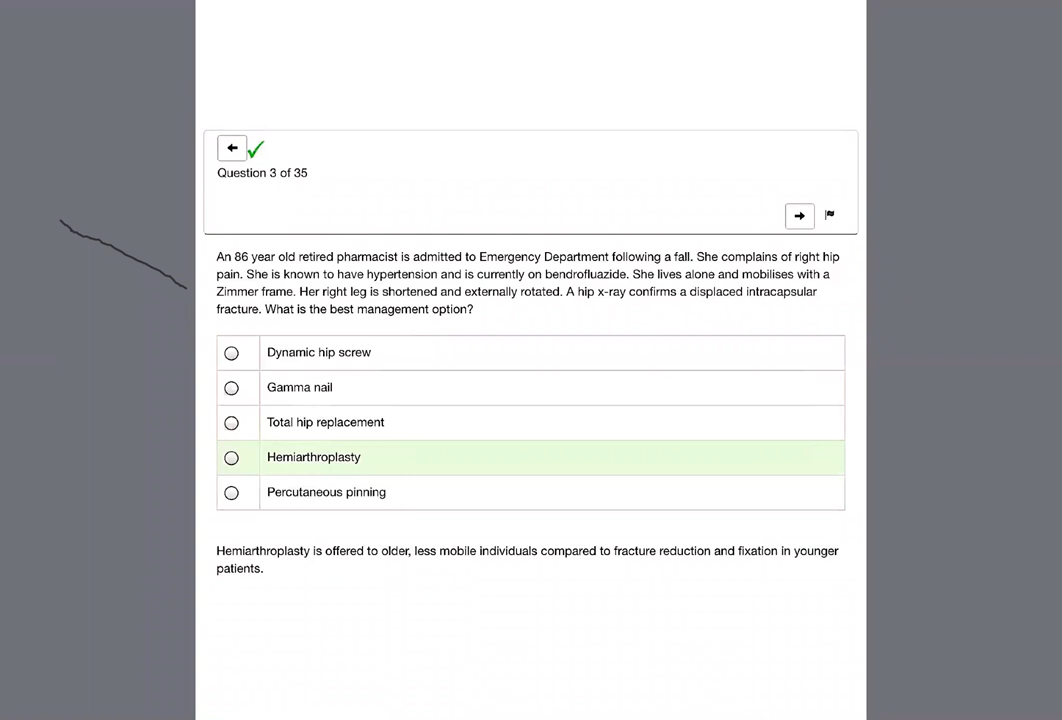 Question 3 of 35
An 86 year old retired pharmacist is admitted to Emergency Department following a fall. She complains of right hip
pain. She is known to have hypertension and is currently on bendrofluazide. She lives alone and mobilises with a
Zimmer frame. Her right leg is shortened and externally rotated. A hip x-ray confirms a displaced intracapsular
fracture. What is the best management option?
Dynamic hip screw
Gamma nail
Total hip replacement
Hemiarthroplasty
Percutaneous pinning
Hemiarthroplasty is offered to older, less mobile individuals compared to fracture reduction and fixation in younger
patients.